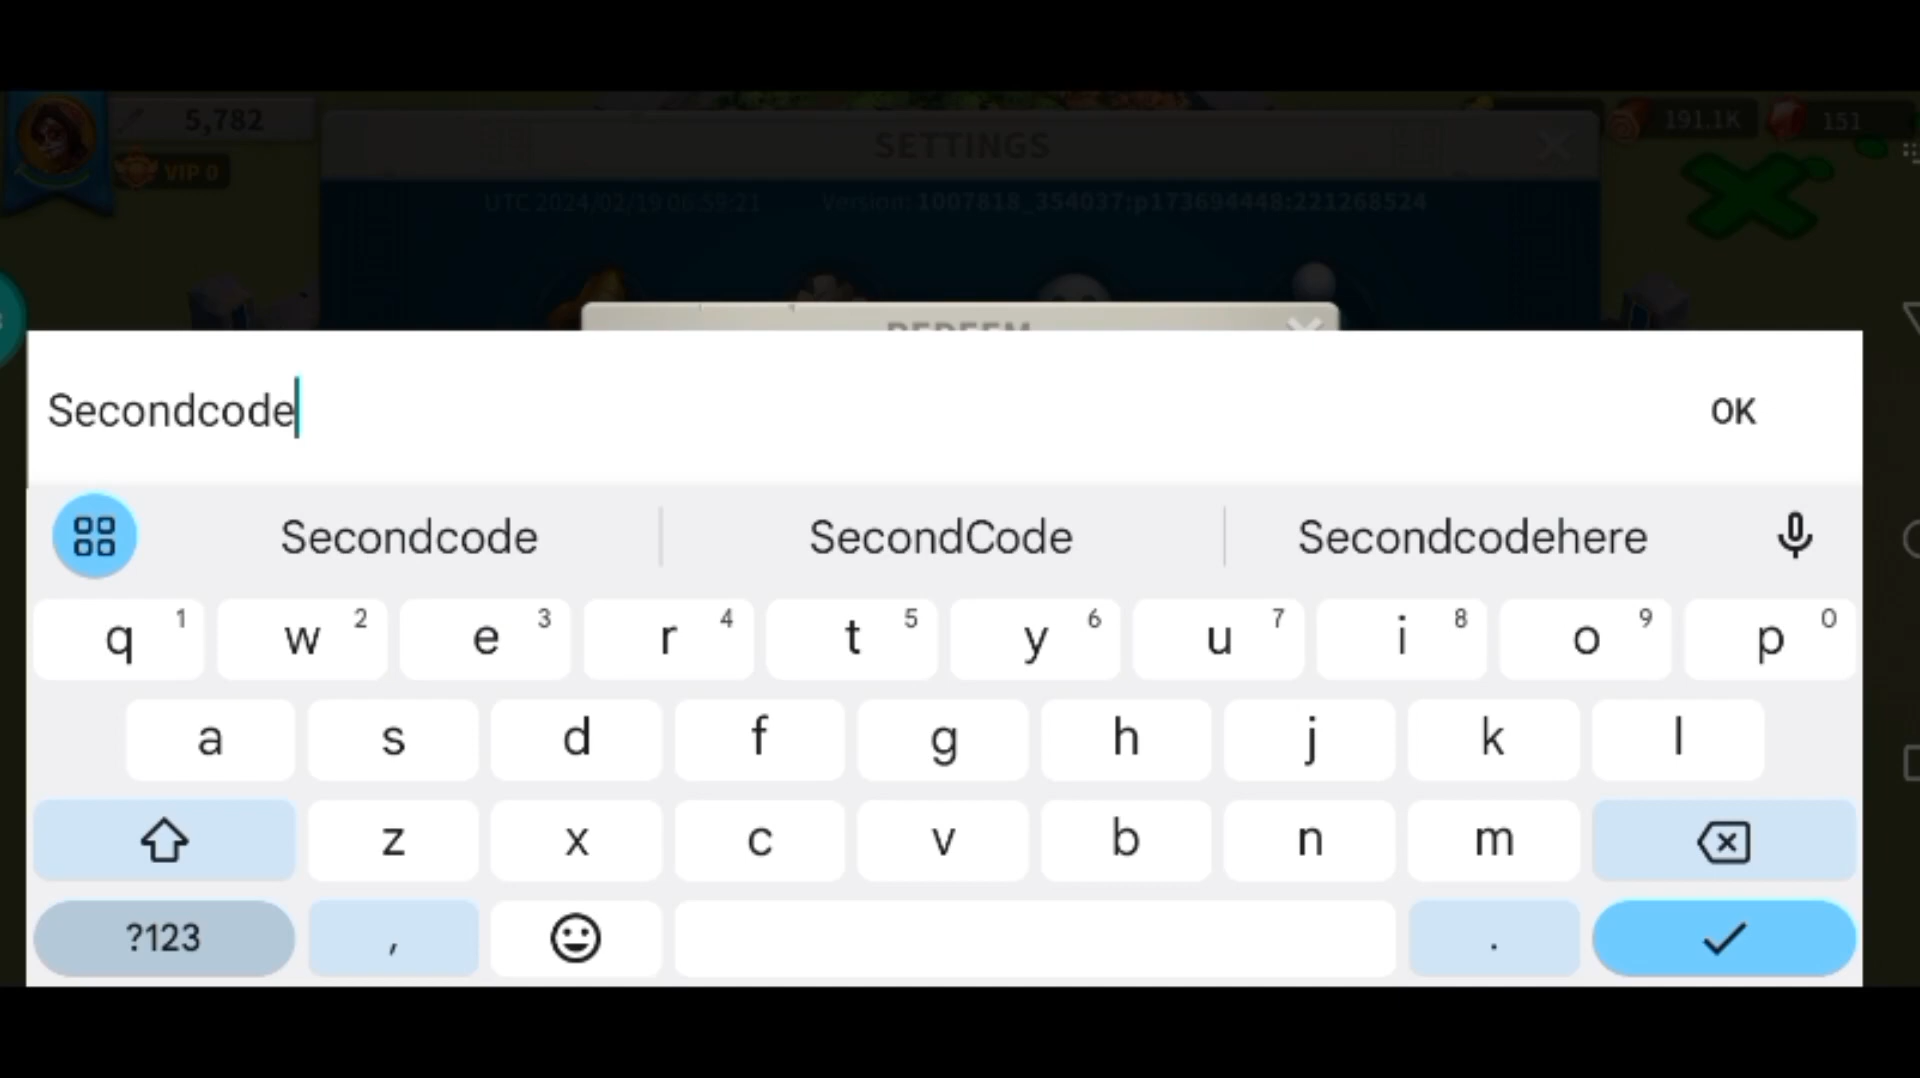 5,782
191.1K
151
SETTINGS
VIP 0
UTC 2024/02/19 06:59:21
Version: 1007818_354037:p173694448:221268524
REDEEM
Secondcode
OK
Secondcode
SecondCode
Secondcodehere
q 1 w 2 e 3 r 4 t 5 y 6 u 7 i 8 o 9 p 0
a s d f g h j k l
z x c v b n m
?123 , .